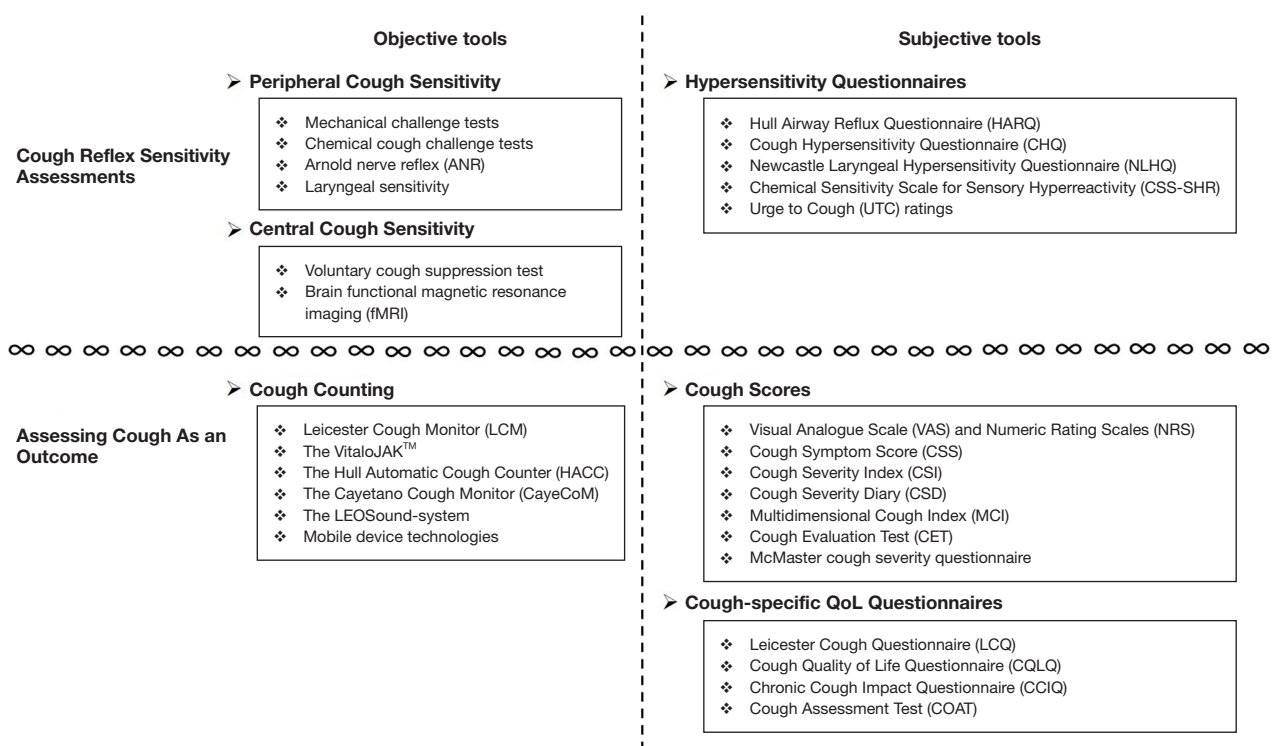 Objective tools
Subjective tools
Cough Reflex Sensitivity
Assessments
➢ Peripheral Cough Sensitivity
❖ Mechanical challenge tests
❖ Chemical cough challenge tests
❖ Arnold nerve reflex (ANR)
❖ Laryngeal sensitivity
➢ Central Cough Sensitivity
❖ Voluntary cough suppression test
❖ Brain functional magnetic resonance
imaging (fMRI)
➢ Hypersensitivity Questionnaires
❖ Hull Airway Reflux Questionnaire (HARQ)
❖ Cough Hypersensitivity Questionnaire (CHQ)
❖ Newcastle Laryngeal Hypersensitivity Questionnaire (NLHQ)
❖ Chemical Sensitivity Scale for Sensory Hyperreactivity (CSS-SHR)
❖ Urge to Cough (UTC) ratings
Assessing Cough As an
Outcome
➢ Cough Counting
❖ Leicester Cough Monitor (LCM)
❖ The VitaloJAK™
❖ The Hull Automatic Cough Counter (HACC)
❖ The Cayetano Cough Monitor (CayeCoM)
❖ The LEOSound-system
❖ Mobile device technologies
➢ Cough Scores
❖ Visual Analogue Scale (VAS) and Numeric Rating Scales (NRS)
❖ Cough Symptom Score (CSS)
❖ Cough Severity Index (CSI)
❖ Cough Severity Diary (CSD)
❖ Multidimensional Cough Index (MCI)
❖ Cough Evaluation Test (CET)
❖ McMaster cough severity questionnaire
➢ Cough-specific QoL Questionnaires
❖ Leicester Cough Questionnaire (LCQ)
❖ Cough Quality of Life Questionnaire (CQLQ)
❖ Chronic Cough Impact Questionnaire (CCIQ)
❖ Cough Assessment Test (COAT)